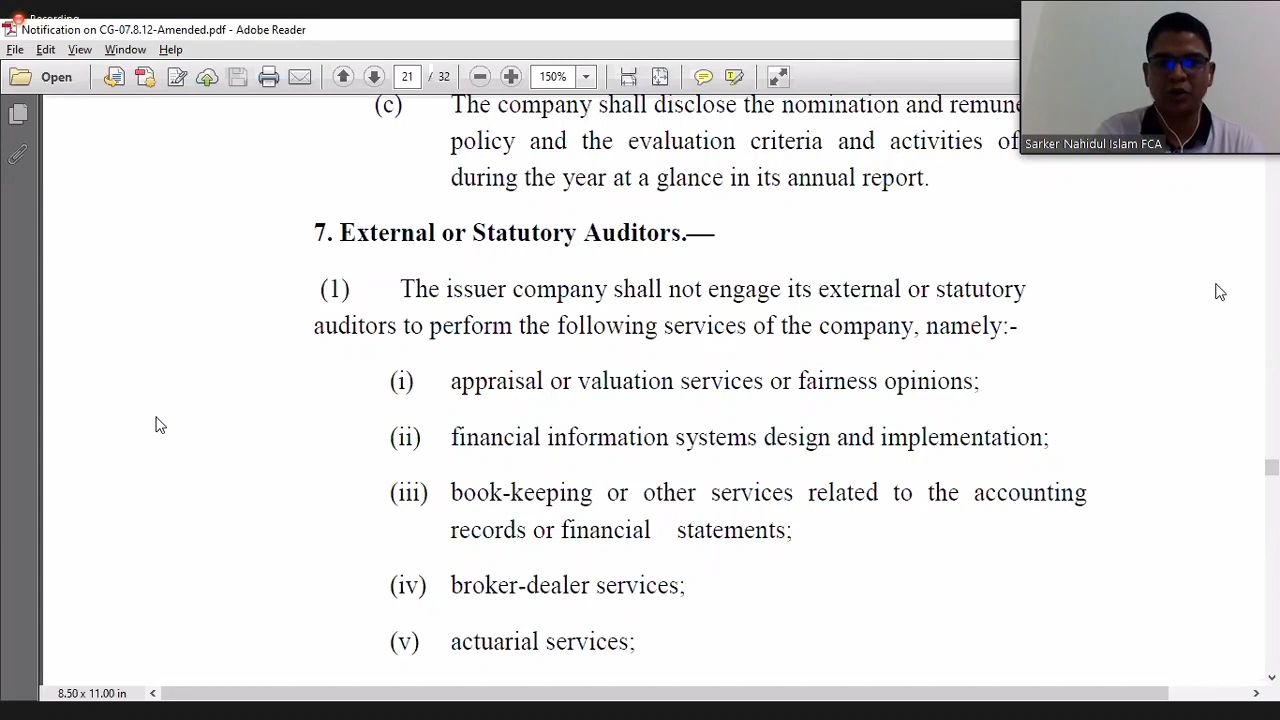 Recording
Notification on CG-07.8.12-Amended.pdf - Adobe Reader
File Edit View Window Help
Open 21 / 32 150%
(c) The company shall disclose the nomination and remune
policy and the evaluation criteria and activities of
during the year at a glance in its annual report.
Sarker Nahidul Islam FCA
7. External or Statutory Auditors.—
(1) The issuer company shall not engage its external or statutory
auditors to perform the following services of the company, namely:-
(i) appraisal or valuation services or fairness opinions;
(ii) financial information systems design and implementation;
(iii) book-keeping or other services related to the accounting
records or financial statements;
(iv) broker-dealer services;
(v) actuarial services;
8.50 x 11.00 in